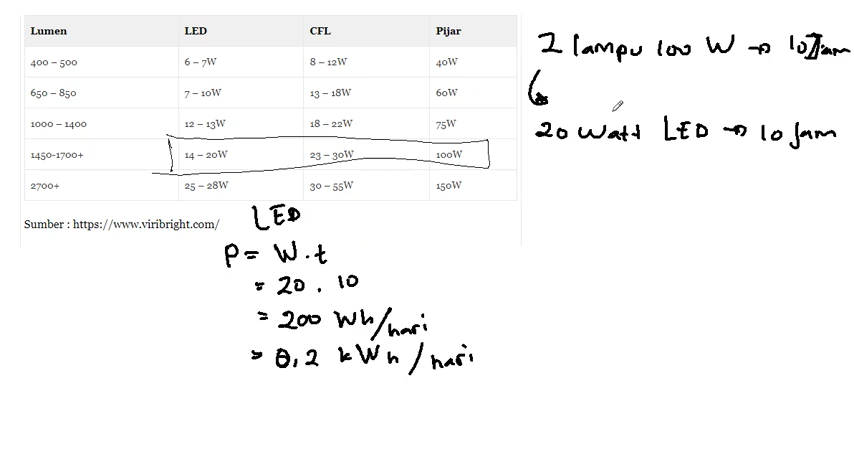 Lumen LED CFL Pijar
400 – 500 6 – 7W 8 – 12W 40W
650 – 850 7 – 10W 13 – 18W 60W
1000 – 1400 12 – 13W 18 – 22W 75W
1450-1700+ 14 – 20W 23 – 30W 100W
2700+ 25 – 28W 30 – 55W 150W
Sumber : https://www.viribright.com/
2 lampu 100 W → 10 Jam
20 Watt LED → 10 Jam
LED
P = W . t
= 20 . 10
= 200 Wh/hari
= 0,2 kWh/hari